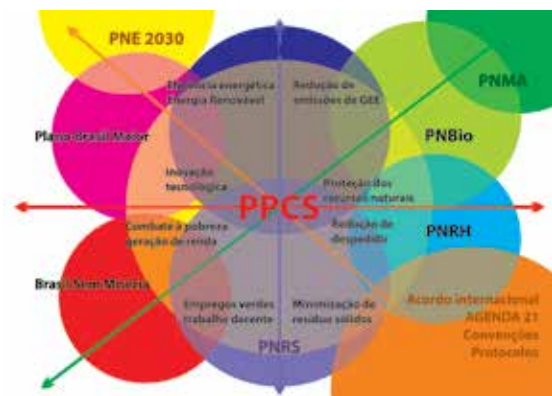 PNE 2030
PNMA
Eficiência energética
Energia Renovável
Redução de
emissões de GEE
Plano Brasil Maior
PNBio
Inovação
tecnológica
Proteção dos
recursos naturais
PPCS
Combate à pobreza
geração de renda
Redução de
desperdício
PNRH
Brasil Sem Miséria
Empregos verdes
trabalho decente
Minimização de
resíduos sólidos
PNRS
Acordo internacional
AGENDA 21
Convenções
Protocolos